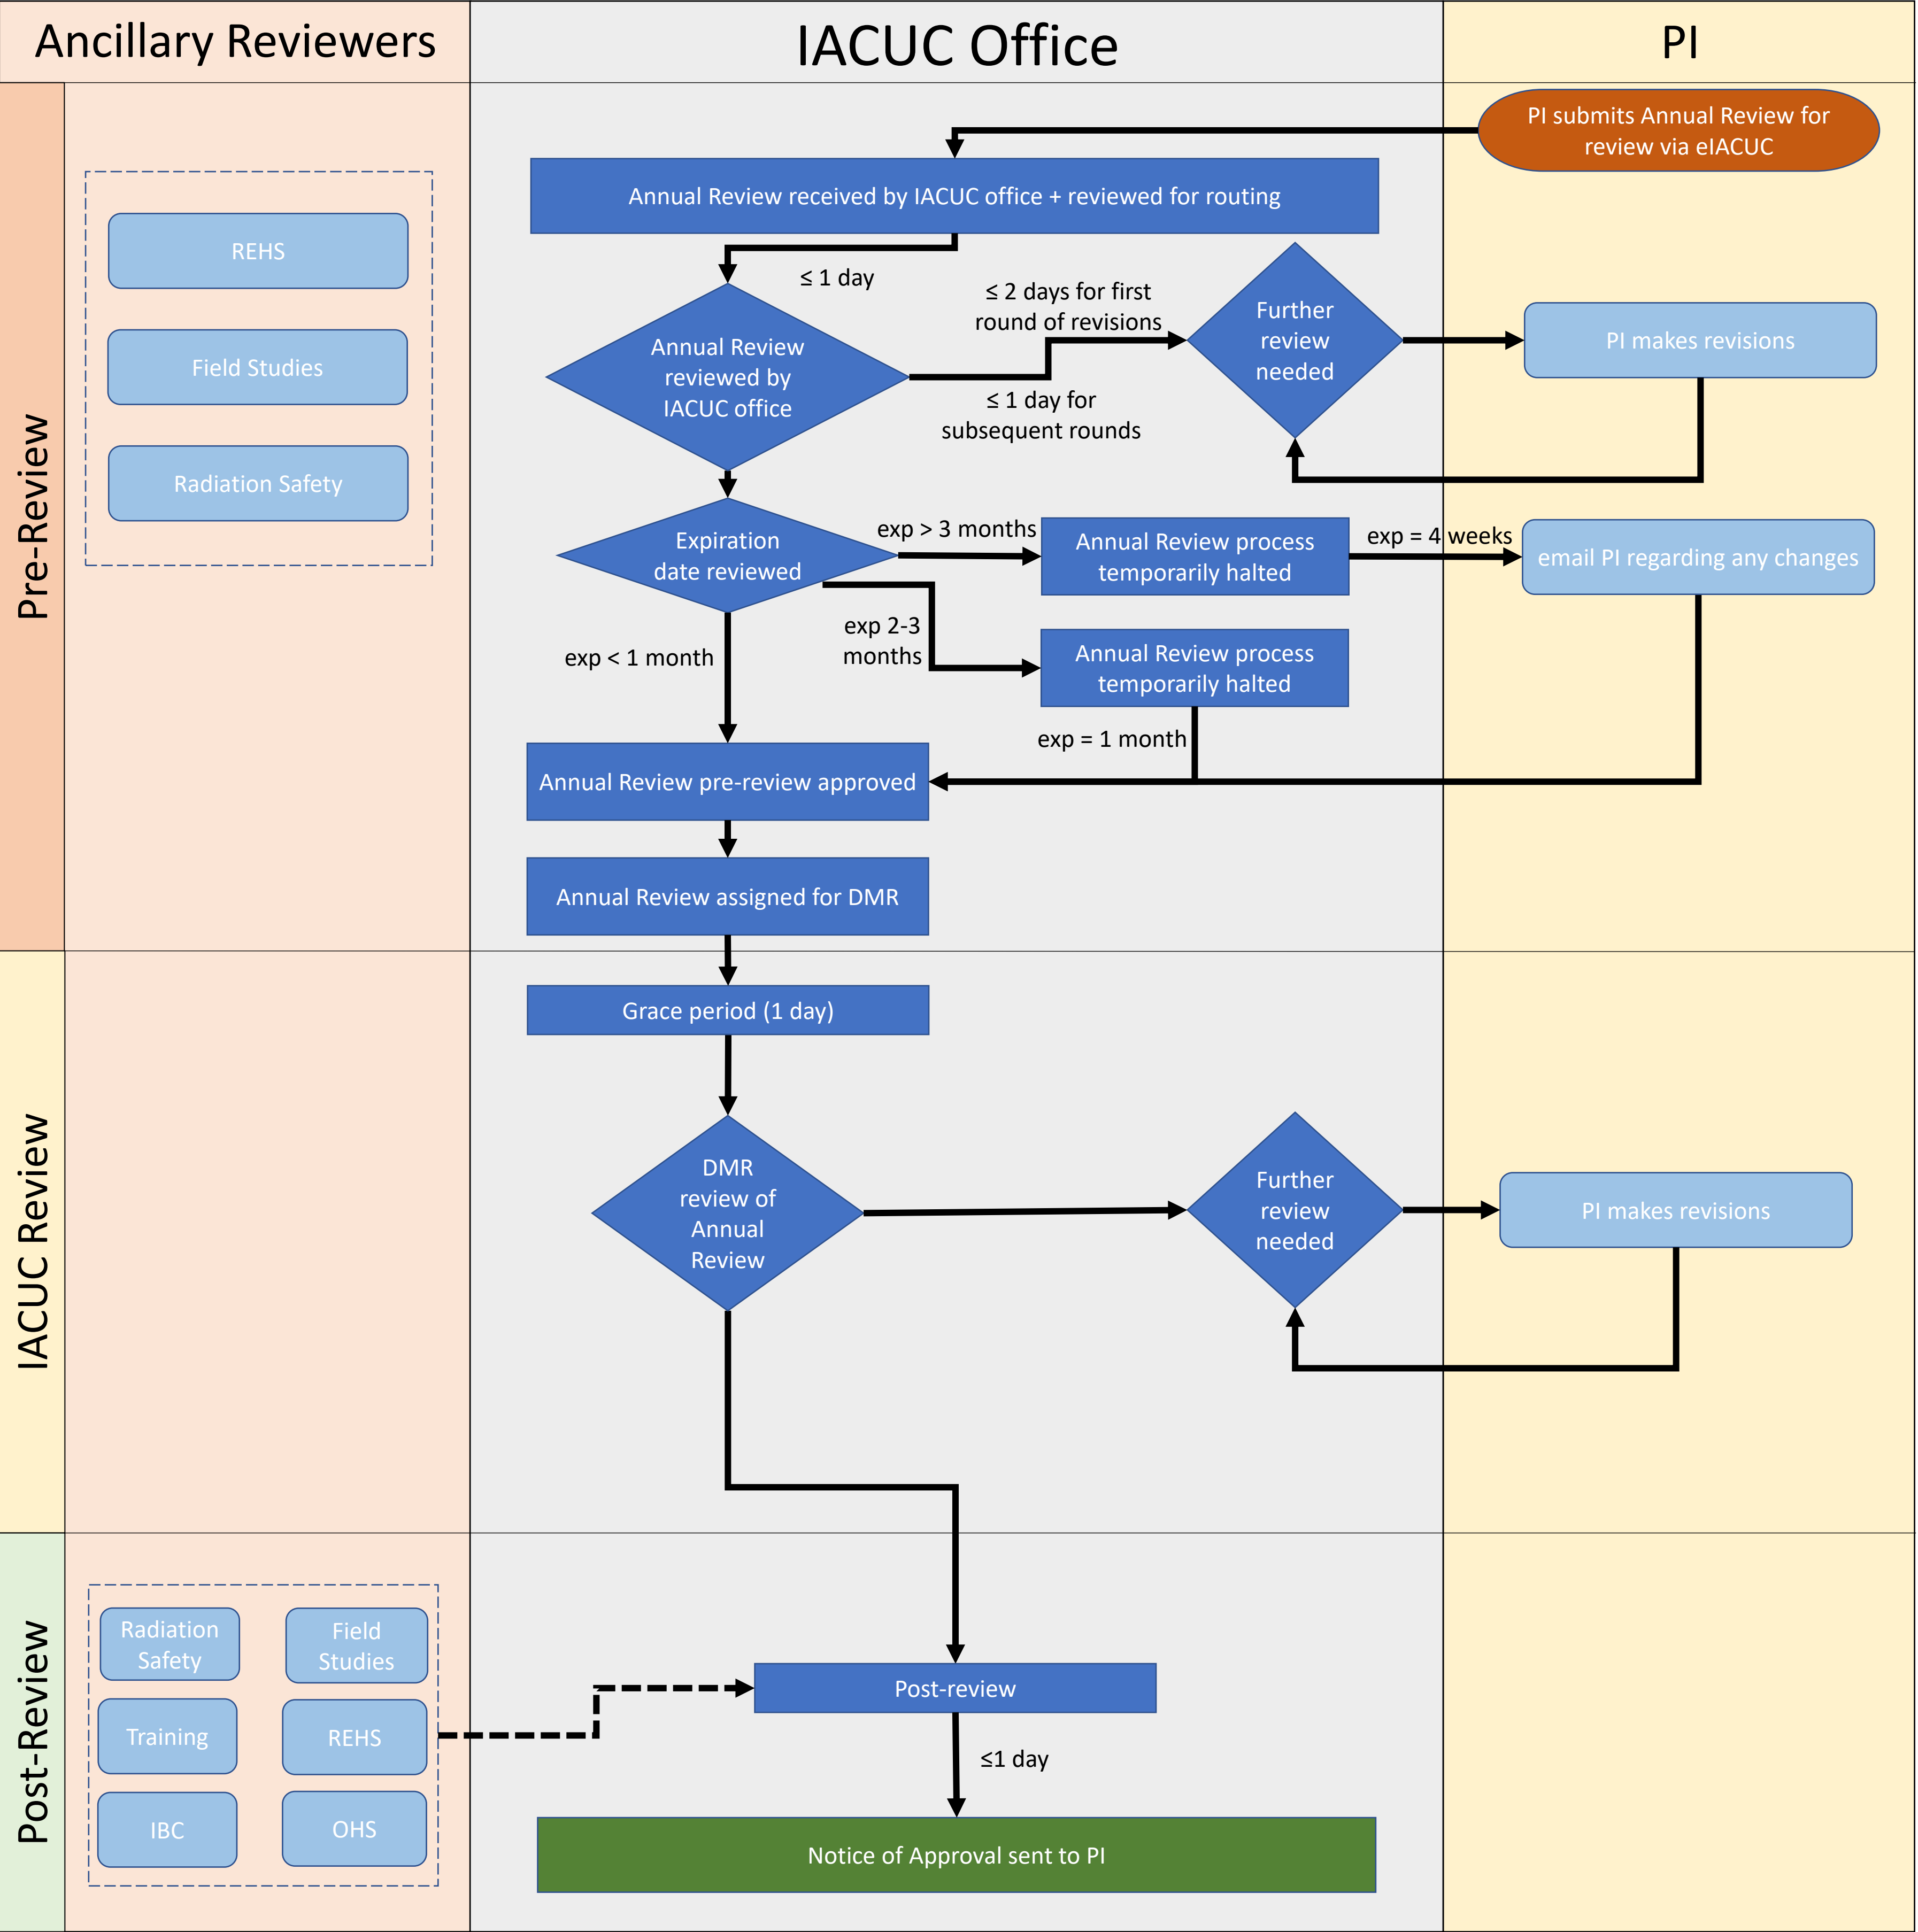 Ancillary Reviewers
IACUC Office
PI
Pre-Review
PI submits Annual Review for
review via eIACUC
Annual Review received by IACUC office + reviewed for routing
REHS
Field Studies
Radiation Safety
≤ 1 day
Annual Review
reviewed by
IACUC office
≤ 2 days for first
round of revisions
≤ 1 day for
subsequent rounds
Further
review
needed
PI makes revisions
Expiration
date reviewed
exp > 3 months
Annual Review process
temporarily halted
exp = 4 weeks
email PI regarding any changes
exp 2-3
months
Annual Review process
temporarily halted
exp < 1 month
exp = 1 month
Annual Review pre-review approved
Annual Review assigned for DMR
IACUC Review
Grace period (1 day)
DMR
review of
Annual
Review
Further
review
needed
PI makes revisions
Post-Review
Radiation
Safety
Field
Studies
Training
REHS
IBC
OHS
Post-review
≤1 day
Notice of Approval sent to PI